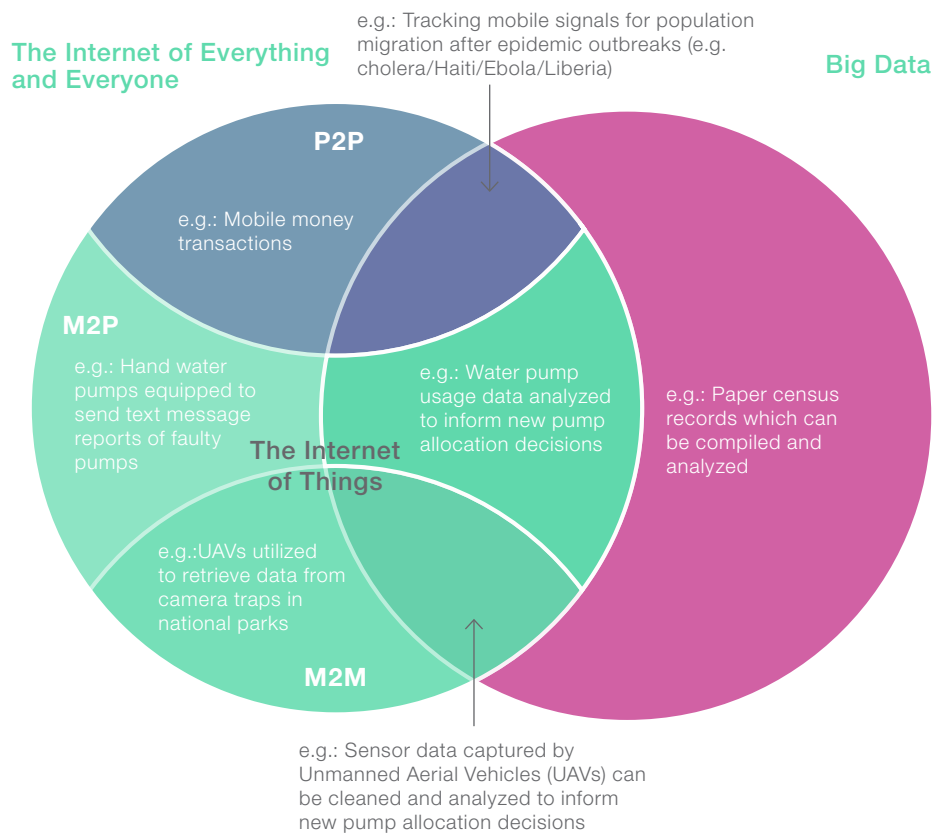 e.g.: Tracking mobile signals for population
migration after epidemic outbreaks (e.g.
cholera/Haiti/Ebola/Liberia)
The Internet of Everything
and Everyone
Big Data
P2P
e.g.: Mobile money
transactions
M2P
e.g.: Hand water
pumps equipped to
send text message
reports of faulty
pumps
e.g.: Water pump
usage data analyzed
to inform new pump
allocation decisions
e.g.: Paper census
records which can
be compiled and
analyzed
The Internet
of Things
e.g.:UAVs utilized
to retrieve data from
camera traps in
national parks
M2M
e.g.: Sensor data captured by
Unmanned Aerial Vehicles (UAVs) can
be cleaned and analyzed to inform
new pump allocation decisions